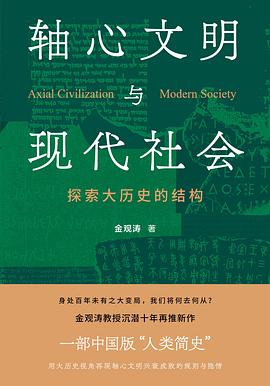 轴心文明
Axial Civilization 与 Modern Society
现代社会
探索大历史的结构
金观涛 著
身处百年未有之大变局，我们将何去何从？
金观涛教授沉潜十年再推新作
一部中国版“人类简史”
用大历史视角再现轴心文明兴衰成败的规则与隐情